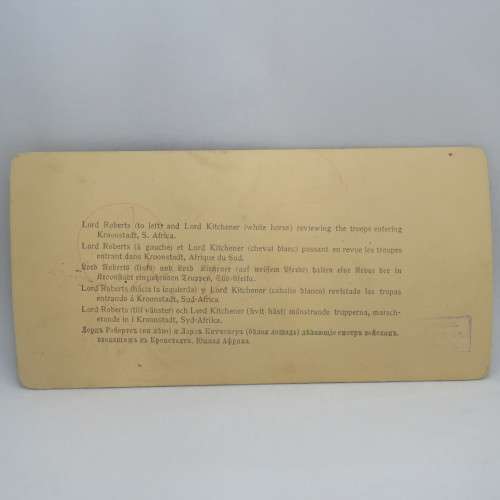 Lord Roberts (to left) and Lord Kitchener (white horse) reviewing the troops entering
Kroonstadt, S. Africa.
Lord Roberts (à gauche) et Lord Kitchener (cheval blanc) passant en revue les troupes
entrant dans Kroonstadt, Afrique du Sud.
Lord Roberts (links) und Lord Kitchener (auf weißem Pferde) halten eine Revue der in
Kroonstadt einziehenden Truppen, Süd-Afrika.
Lord Roberts (hácia la izquierda) y Lord Kitchener (caballo blanco) revistado las tropas
entrando á Kroonstadt, Sud-Africa
Lord Roberts (till vänster) och Lord Kitchener (hvit häst) mönstrande trupperna, marsch-
erande in i Kroonstadt, Syd-Afrika.
Лордъ Робертсъ (на лѣво) и Лордъ Китченеръ (бѣлая лошадь) дѣлающіе смотръ войскамъ,
входящимъ въ Кронстадтъ, Южная Африка.